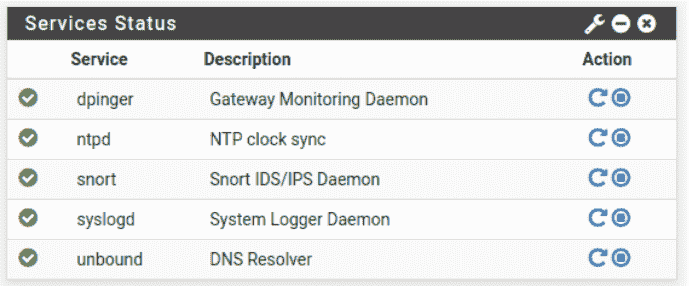 Services Status
Service Description Action
dpinger Gateway Monitoring Daemon
ntpd NTP clock sync
snort Snort IDS/IPS Daemon
syslogd System Logger Daemon
unbound DNS Resolver